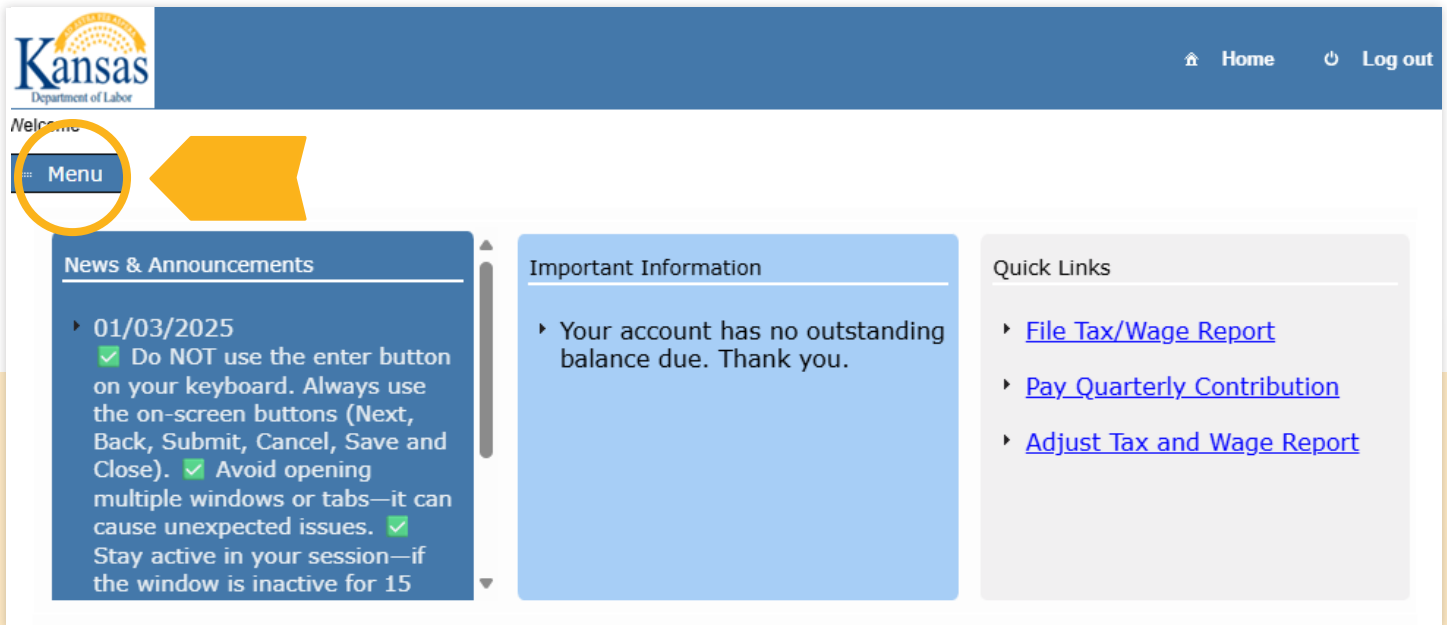 AD ASTRA PER ASPERA
Kansas
Department of Labor
Home
Log out
Welcome
Menu
News & Announcements
01/03/2025
✅ Do NOT use the enter button
on your keyboard. Always use
the on-screen buttons (Next,
Back, Submit, Cancel, Save and
Close). ✅ Avoid opening
multiple windows or tabs—it can
cause unexpected issues. ✅
Stay active in your session—if
the window is inactive for 15
Important Information
Your account has no outstanding
balance due. Thank you.
Quick Links
File Tax/Wage Report
Pay Quarterly Contribution
Adjust Tax and Wage Report